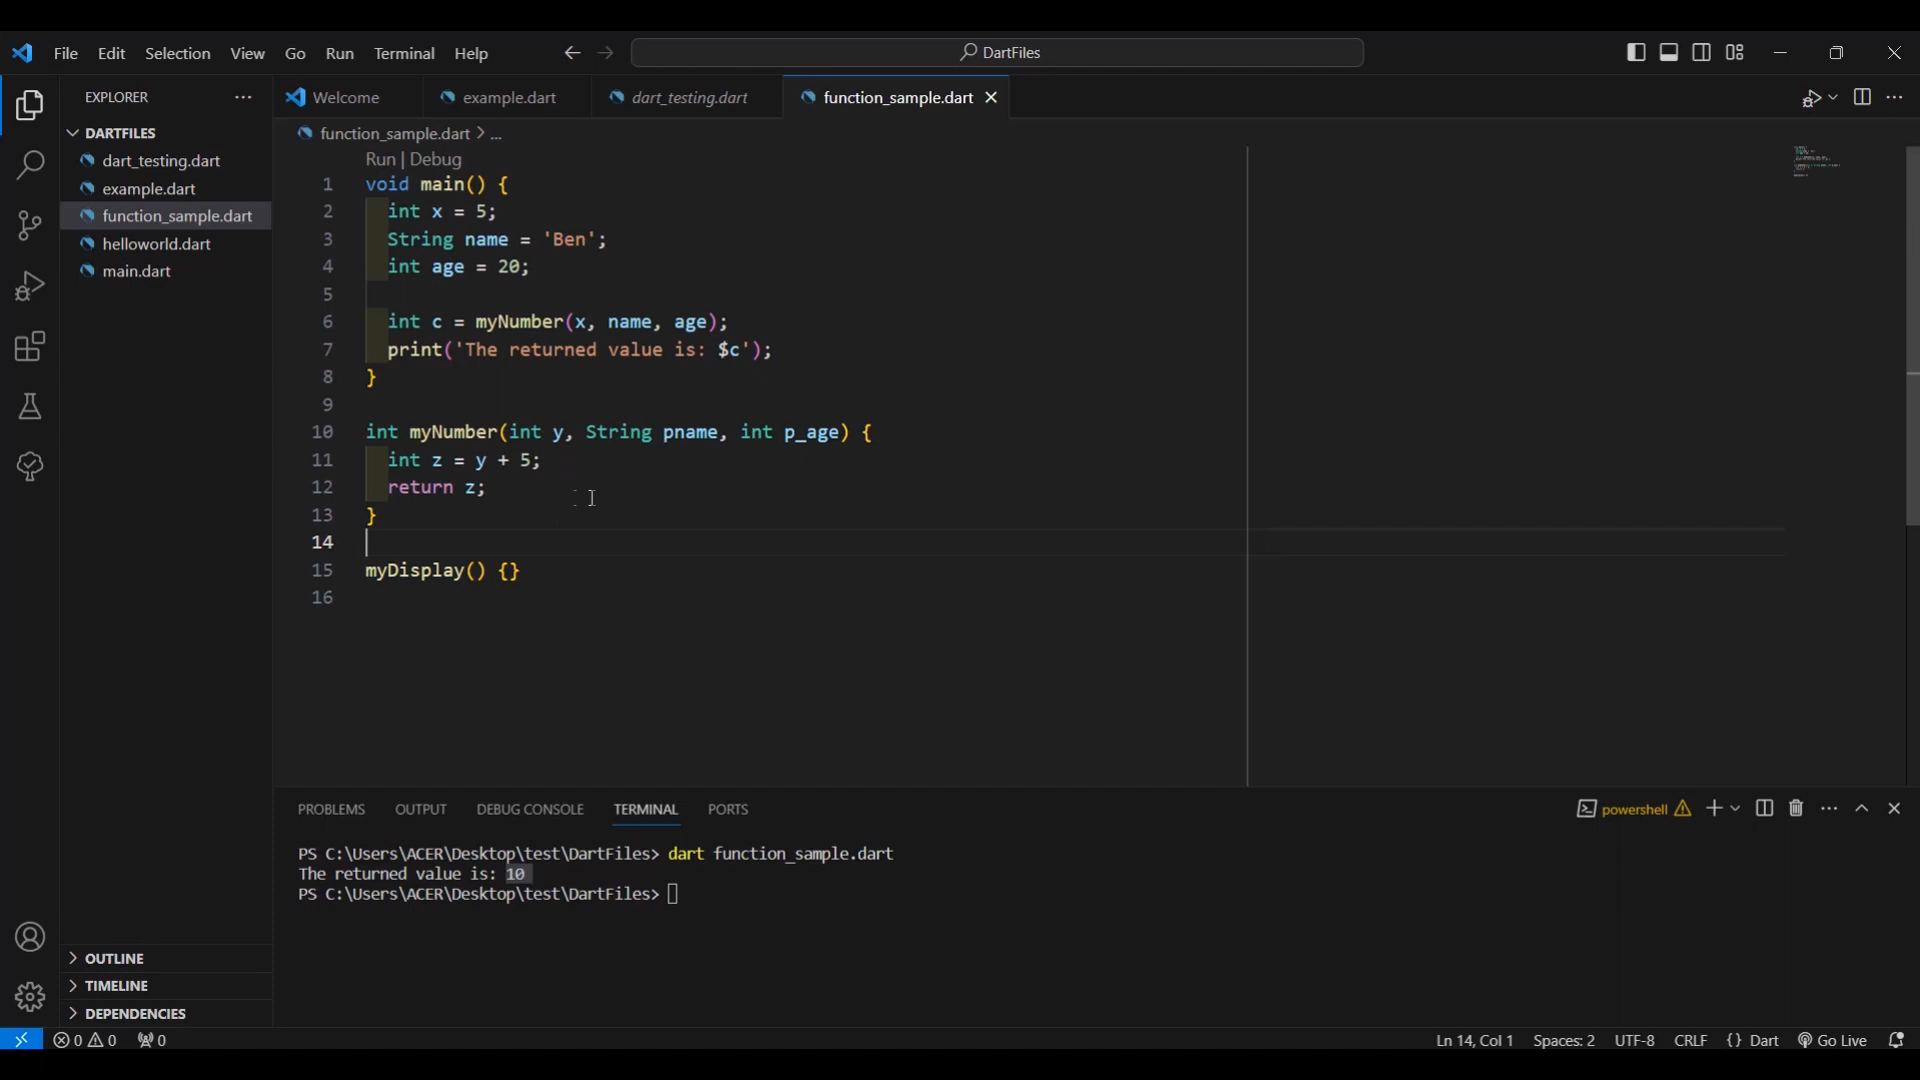 File Edit Selection View Go Run Terminal Help
DartFiles
EXPLORER
Welcome
example.dart
dart_testing.dart
function_sample.dart
DARTFILES
dart_testing.dart
example.dart
function_sample.dart
helloworld.dart
main.dart
function_sample.dart > ...
Run | Debug
1 void main() {
2 int x = 5;
3 String name = 'Ben';
4 int age = 20;
5
6 int c = myNumber(x, name, age);
7 print('The returned value is: $c');
8 }
9
10 int myNumber(int y, String pname, int p_age) {
11 int z = y + 5;
12 return z;
13 }
14
15 myDisplay() {}
16
PROBLEMS OUTPUT DEBUG CONSOLE TERMINAL PORTS
powershell
PS C:\Users\ACER\Desktop\test\DartFiles> dart function_sample.dart
The returned value is: 10
PS C:\Users\ACER\Desktop\test\DartFiles>
OUTLINE
TIMELINE
DEPENDENCIES
0 0 0
Ln 14, Col 1 Spaces: 2 UTF-8 CRLF {} Dart Go Live